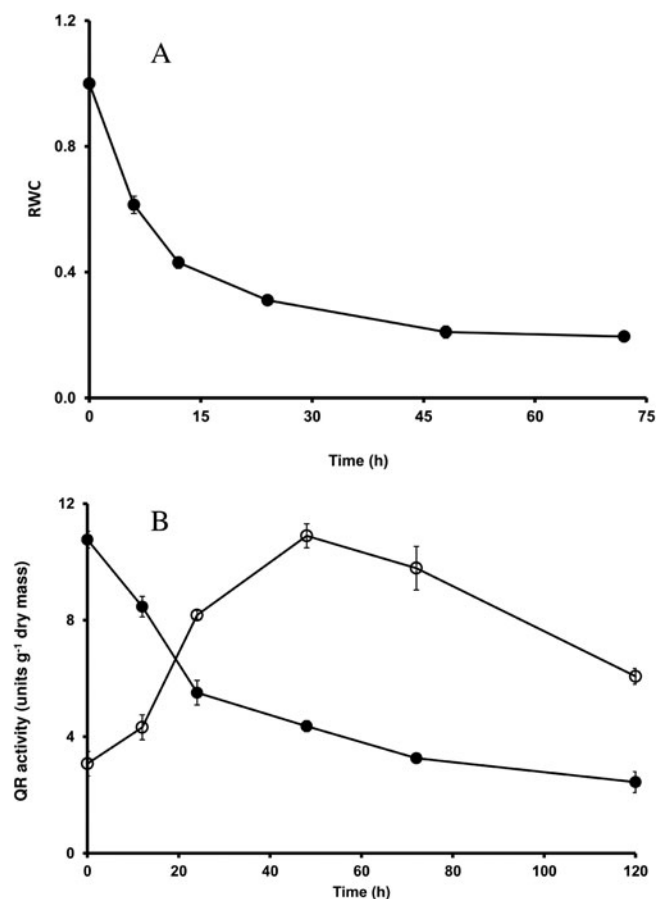 A
1.2
0.8
RWC
0.4
0.0
0 15 30 45 60 75
Time (h)
B
12
8
QR activity (units g⁻¹ dry mass)
4
0
0 20 40 60 80 100 120
Time (h)